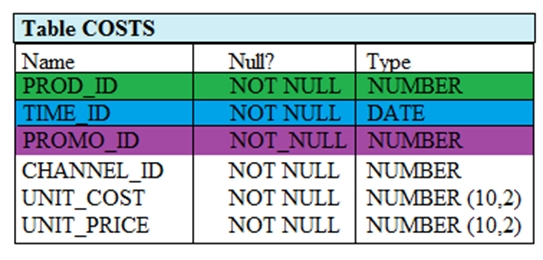 Table COSTS
Name Null? Type
PROD_ID NOT NULL NUMBER
TIME_ID NOT NULL DATE
PROMO_ID NOT_NULL NUMBER
CHANNEL_ID NOT NULL NUMBER
UNIT_COST NOT NULL NUMBER (10,2)
UNIT_PRICE NOT NULL NUMBER (10,2)